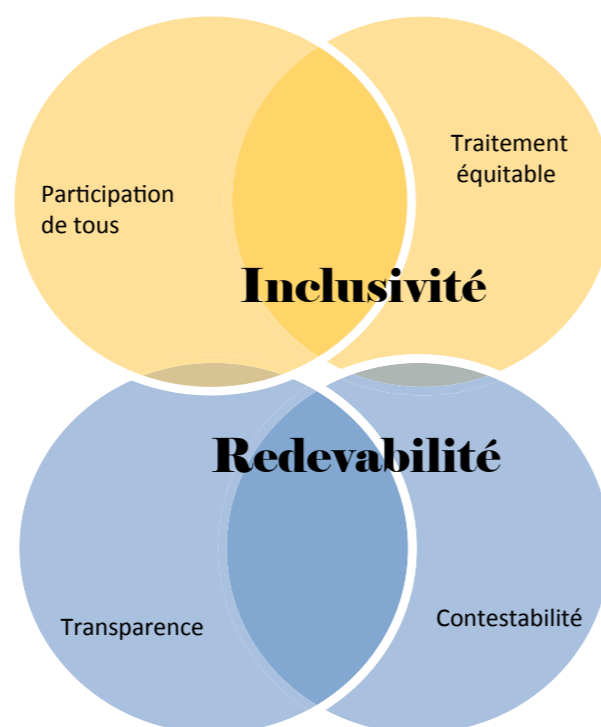 Traitement
équitable
Participation
de tous
Inclusivité
Redevabilité
Transparence
Contestabilité